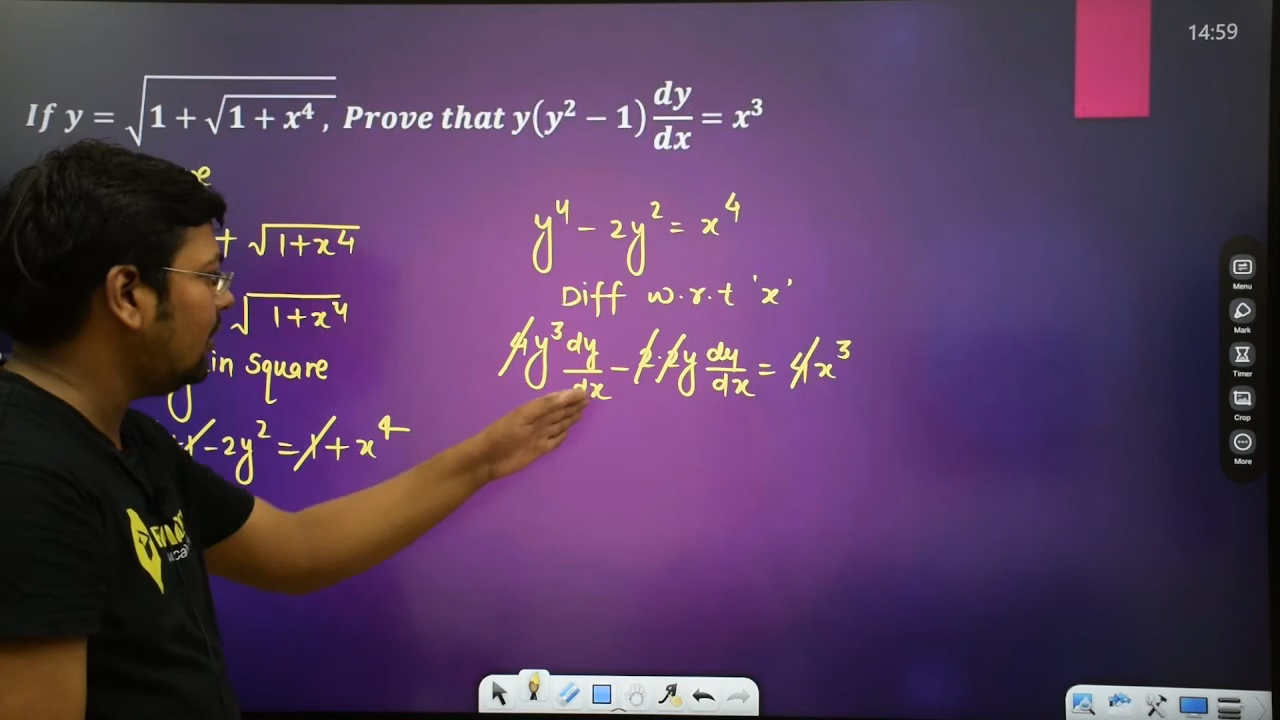 14:59
If y = √(1 + √(1 + x⁴)) , Prove that y(y² − 1) dy/dx = x³
+ √(1+x⁴)
√(1+x⁴)
in square
-2y² = 1 + x⁴
y⁴ - 2y² = x⁴
Diff w.r.t 'x'
4y³ dy/dx - 2·2y dy/dx = 4x³
Menu
Mark
Timer
Crop
More